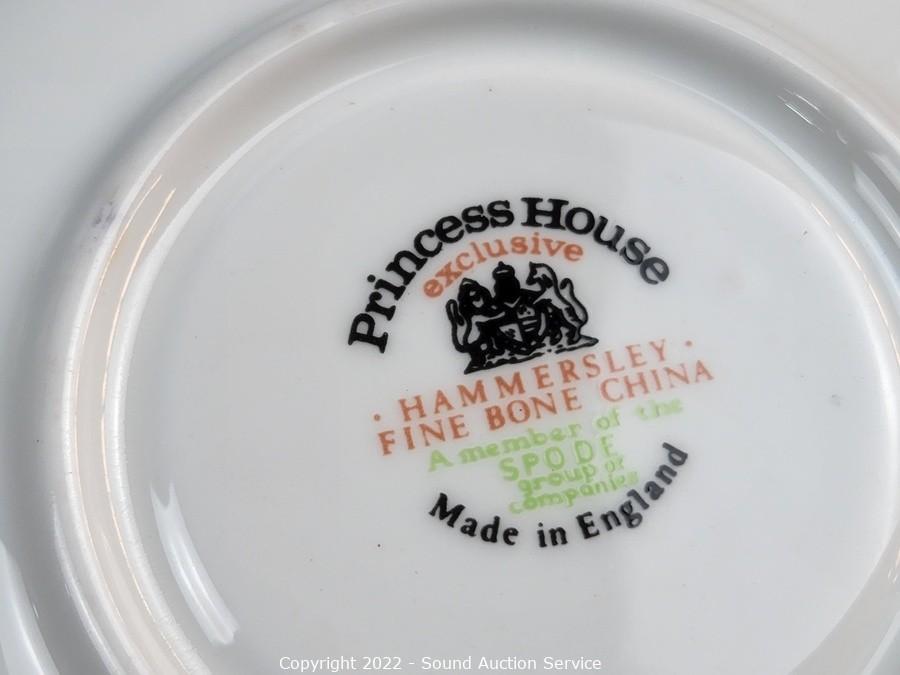 Princess House
exclusive
· HAMMERSLEY ·
FINE BONE CHINA
A member of the
SPODE
group of
companies
Made in England
Copyright 2022 - Sound Auction Service